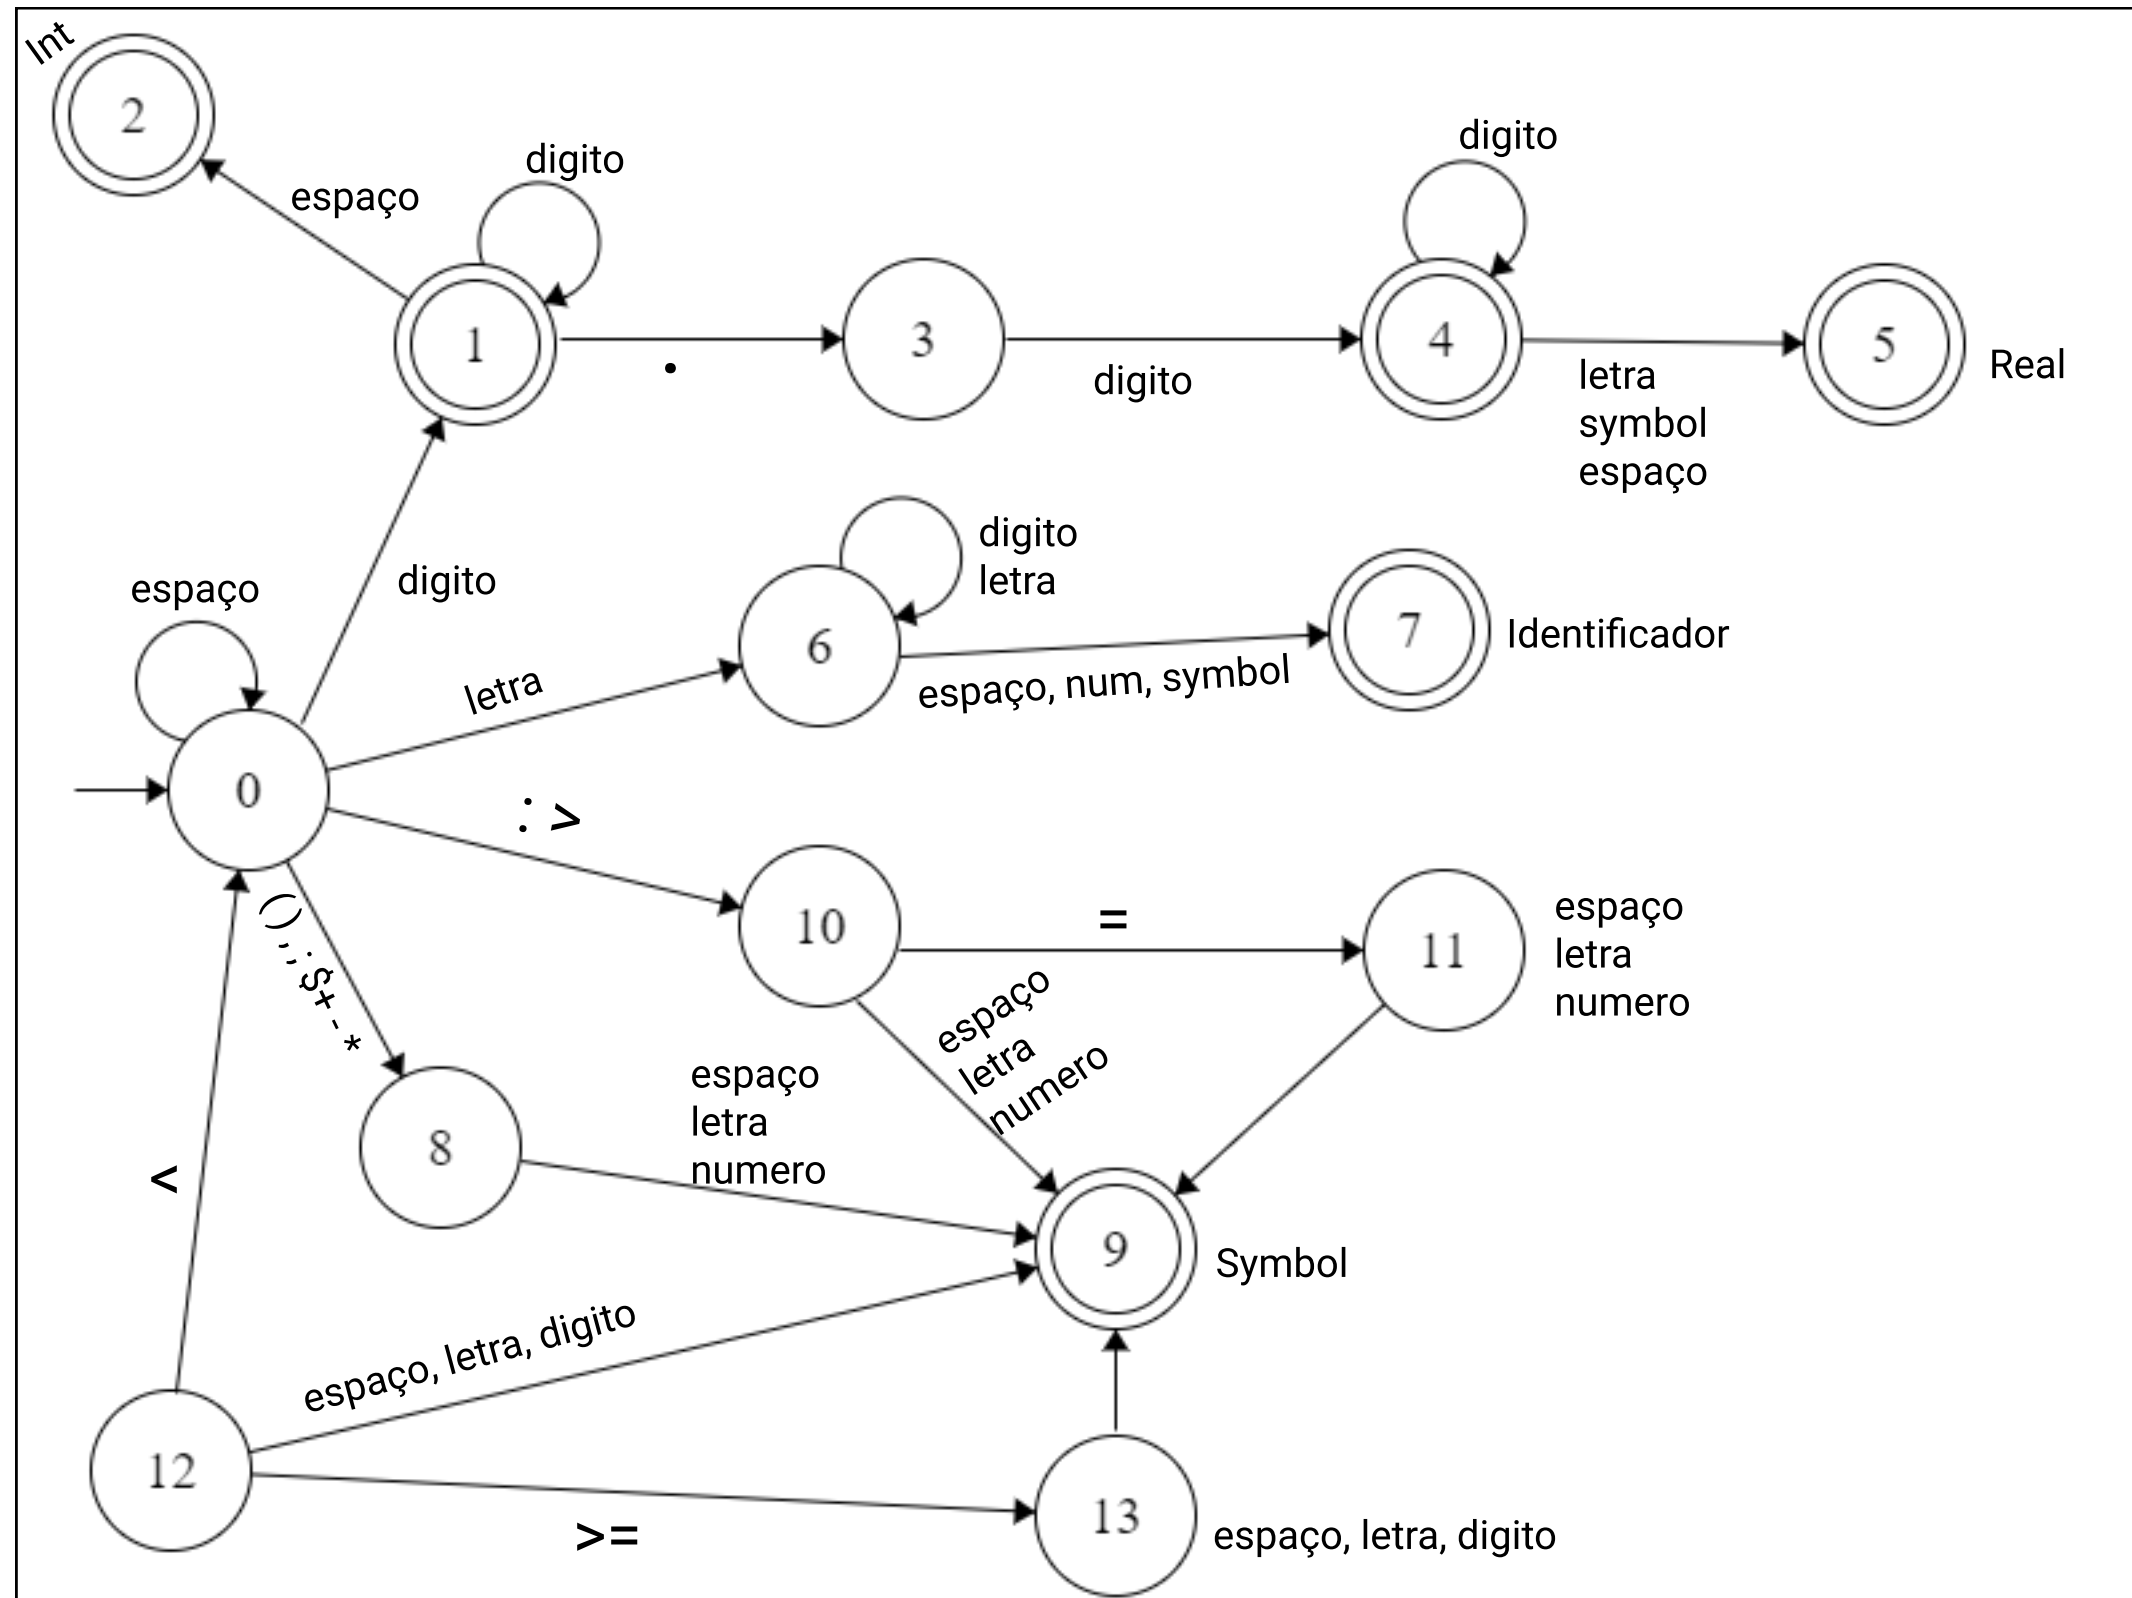 Int
2
digito
digito
espaço
1
.
3
digito
4
letra
symbol
espaço
5
Real
digito
espaço
digito
letra
6
7
Identificador
letra
espaço, num, symbol
0
: >
10
=
11
espaço
letra
numero
( ) , ; $ + - *
espaço
letra
numero
8
espaço
letra
numero
<
9
Symbol
espaço, letra, digito
12
>=
13
espaço, letra, digito